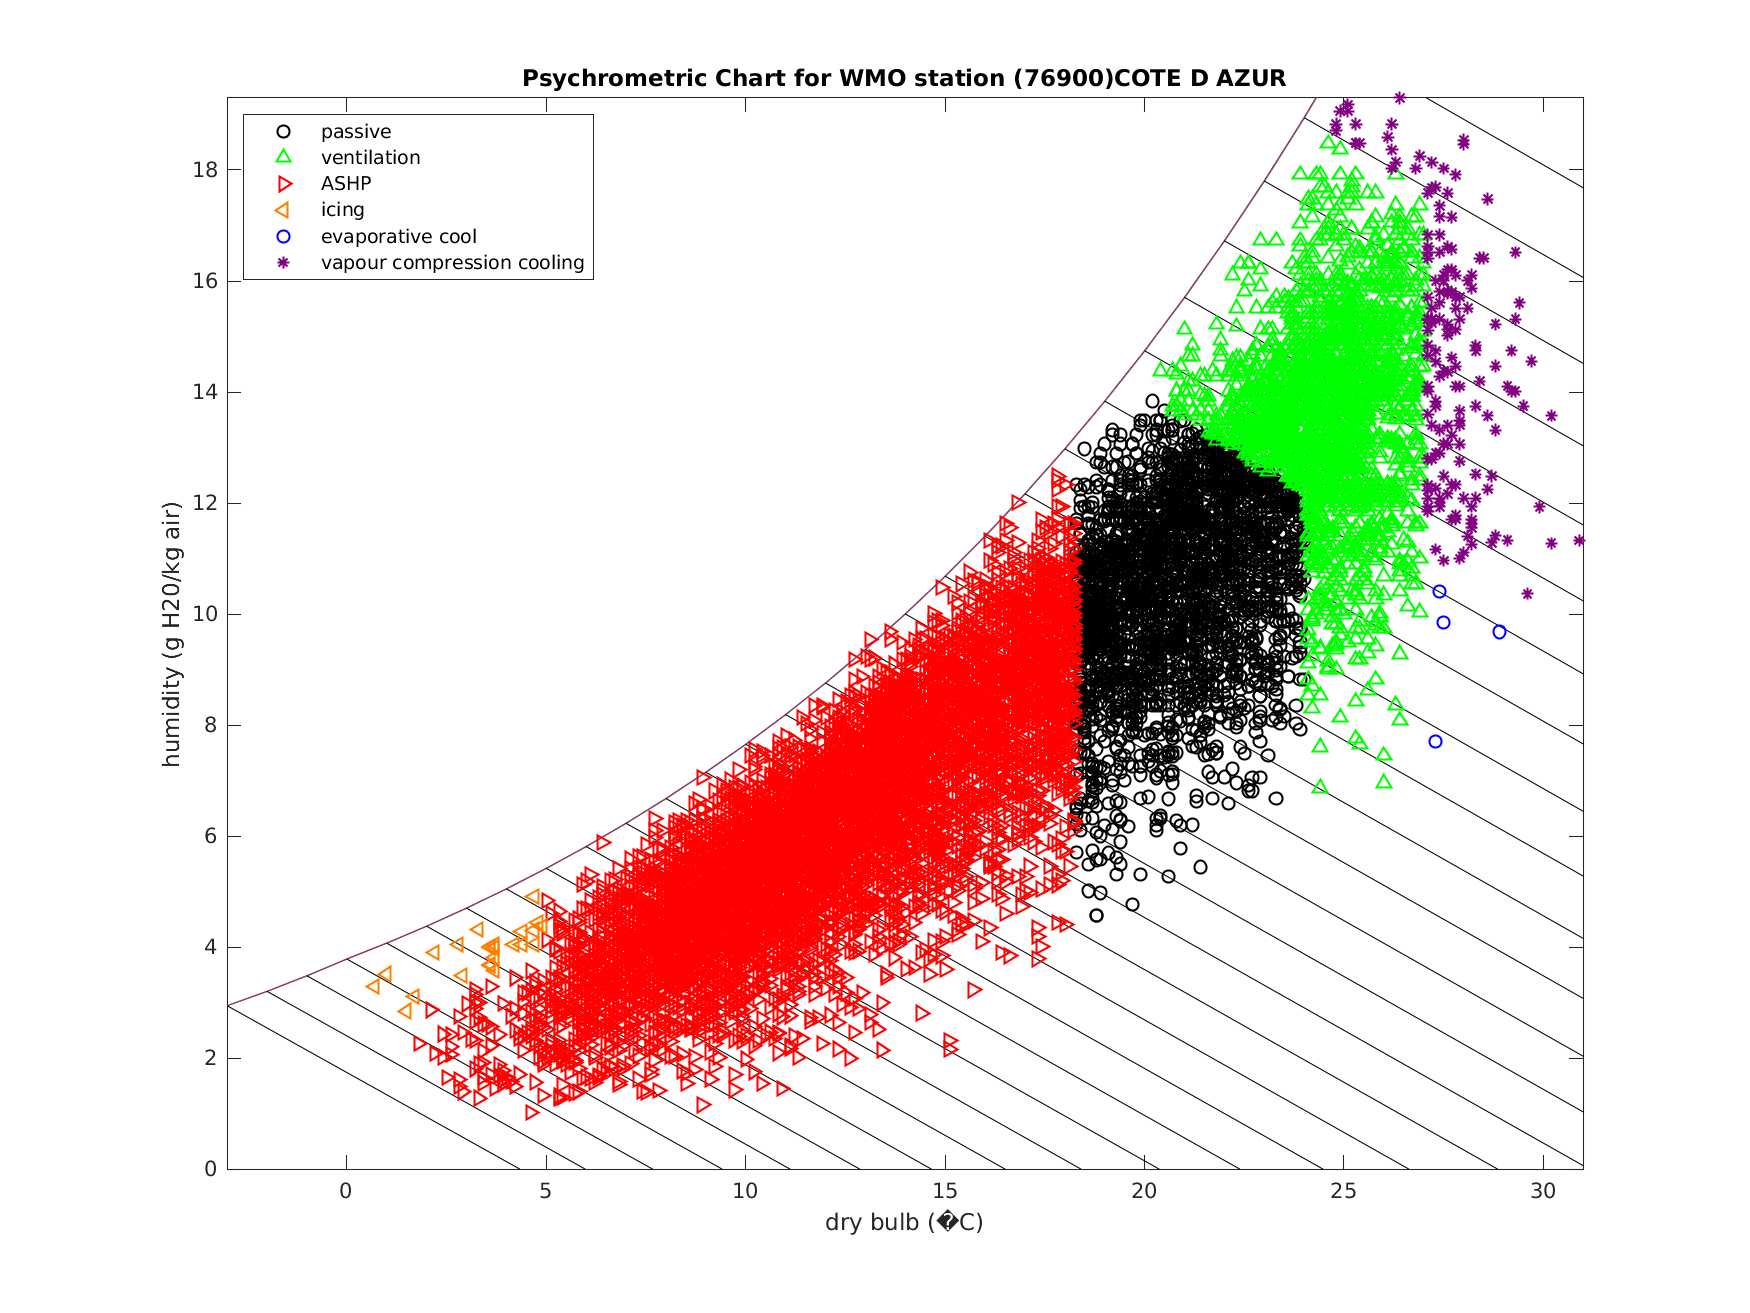 Psychrometric Chart for WMO station (76900)COTE D AZUR
passive
ventilation
ASHP
icing
evaporative cool
vapour compression cooling
humidity (g H20/kg air)
18
16
14
12
10
8
6
4
2
0
0 5 10 15 20 25 30
dry bulb (�C)